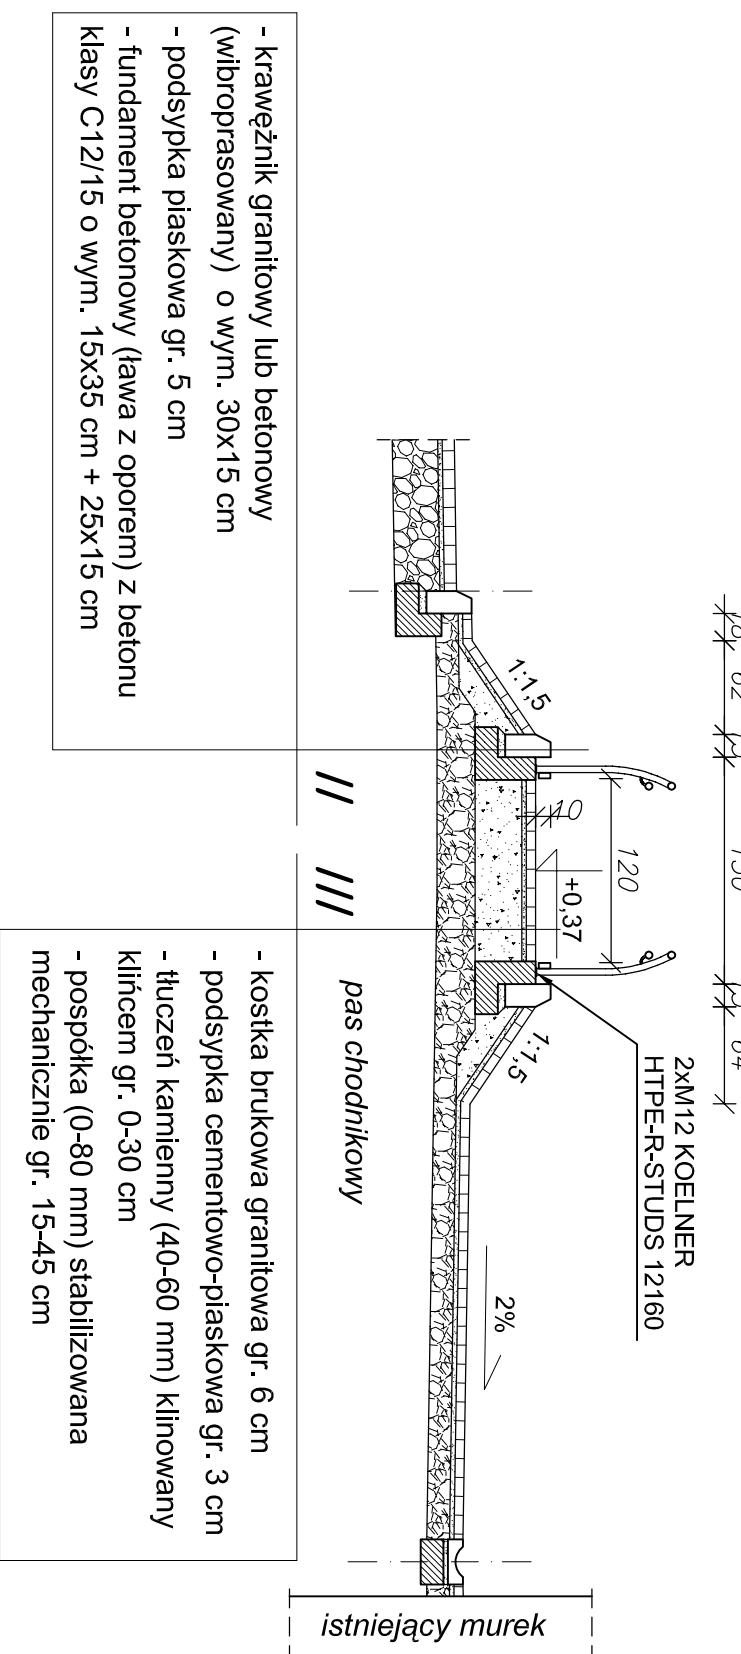 - krawężnik granitowy lub betonowy
(wibroprasowany) o wym. 30x15 cm
- podsypka piaskowa gr. 5 cm
- fundament betonowy (ława z oporem) z betonu
klasy C12/15 o wym. 15x35 cm + 25x15 cm
1:1,5
10
120
+0,37
1:1,5
2xM12 KOELNER
HTPE-R-STUDS 12160
II
III
pas chodnikowy
2%
- kostka brukowa granitowa gr. 6 cm
- podsypka cementowo-piaskowa gr. 3 cm
- tłuczeń kamienny (40-60 mm) klinowany
klińcem gr. 0-30 cm
- pospółka (0-80 mm) stabilizowana
mechanicznie gr. 15-45 cm
istniejący murek